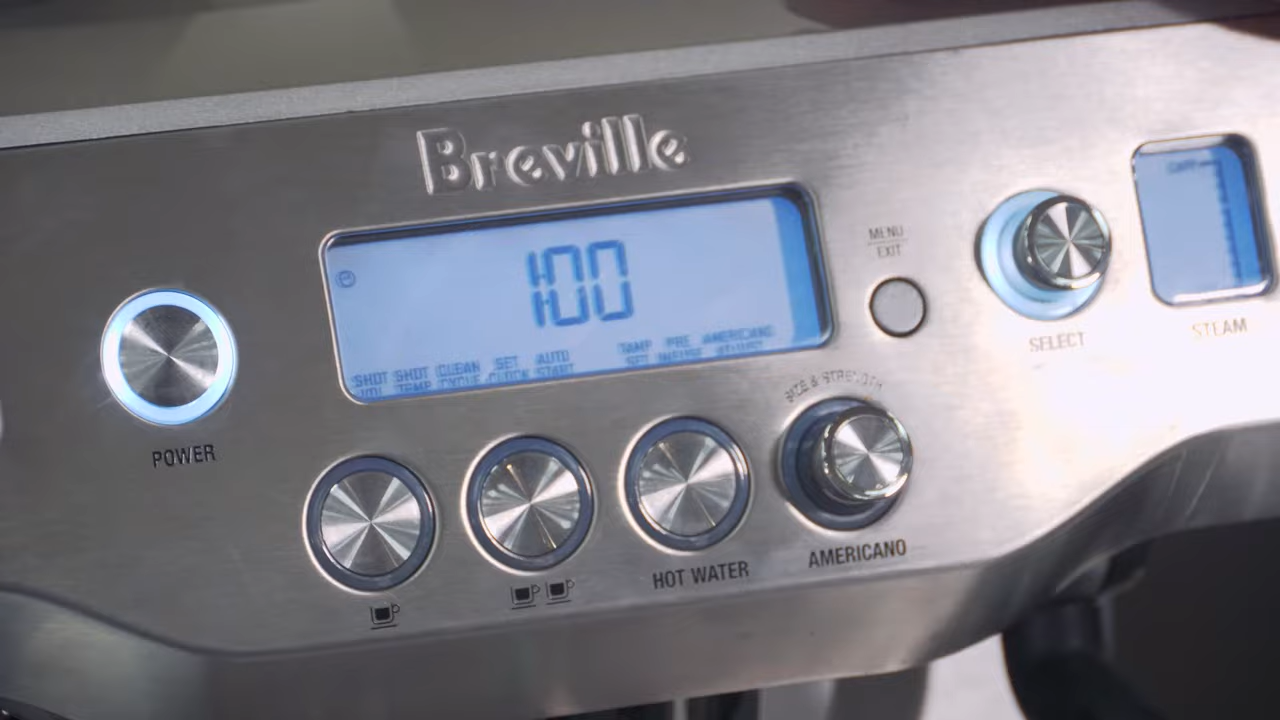 Breville
100
MENU
EXIT
SHOT SHOT CLEAN SET AUTO
VOL TEMP CYCLE CLOCK START
TAMP PRE AMERICANO
SET INFUSE ADJUST
SELECT
STEAM
SIZE & STRENGTH
POWER
HOT WATER
AMERICANO